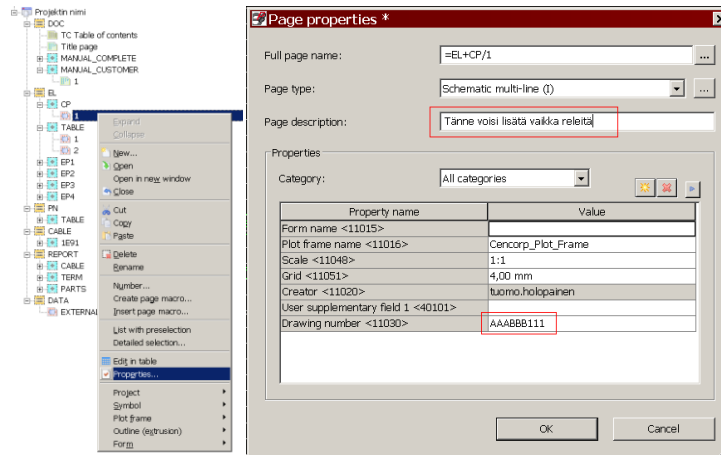 Projektin nimi
DOC
TC Table of contents
Title page
MANUAL_COMPLETE
MANUAL_CUSTOMER
1
EL
CP
1
TABLE
1
2
EP1
EP2
EP3
EP4
PN
TABLE
CABLE
1E91
REPORT
CABLE
TERM
PARTS
DATA
EXTERNAL
Expand
Collapse
New...
Open
Open in new window
Close
Cut
Copy
Paste
Delete
Rename
Number...
Create page macro...
Insert page macro...
List with preselection
Detailed selection...
Edit in table
Properties...
Project
Symbol
Plot frame
Outline (extrusion)
Form
Page properties *
Full page name: =EL+CP/1 ...
Page type: Schematic multi-line (I) ...
Page description: Tänne voisi lisätä vaikka releitä
Properties
Category: All categories
Property name Value
Form name <11015>
Plot frame name <11016> Cencorp_Plot_Frame
Scale <11048> 1:1
Grid <11051> 4,00 mm
Creator <11020> tuomo.holopainen
User supplementary field 1 <40101>
Drawing number <11030> AAABBB111
OK Cancel